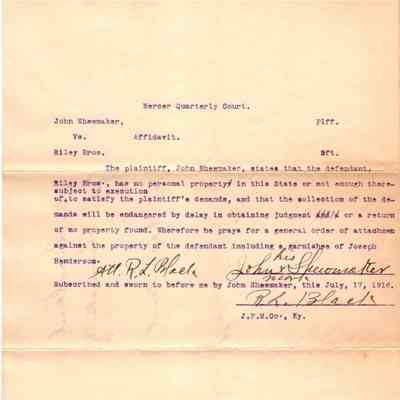 Mercer Quarterly Court.
John Shewmaker, Plff.
Vs. Affidavit.
Riley Bros. Dft.
The plaintiff, John Shewmaker, states that the defendant,
Riley Bros., has no personal property in this State or not enough there-
subject to execution
of, to satisfy the plaintiff's demands, and that the collection of the de-
mands will be endangered by delay in obtaining judgment or a return
of no property found. Wherefore he prays for a general order of attachmen
against the property of the defendant including a garnishee of Joseph
Henderson.
his
Att. R. L. Black John x Shewmaker
mark
Subscribed and sworn to before me by John Shewmaker, this July, 17, 1916.
R. L. Black
J.P.M.Co., Ky.